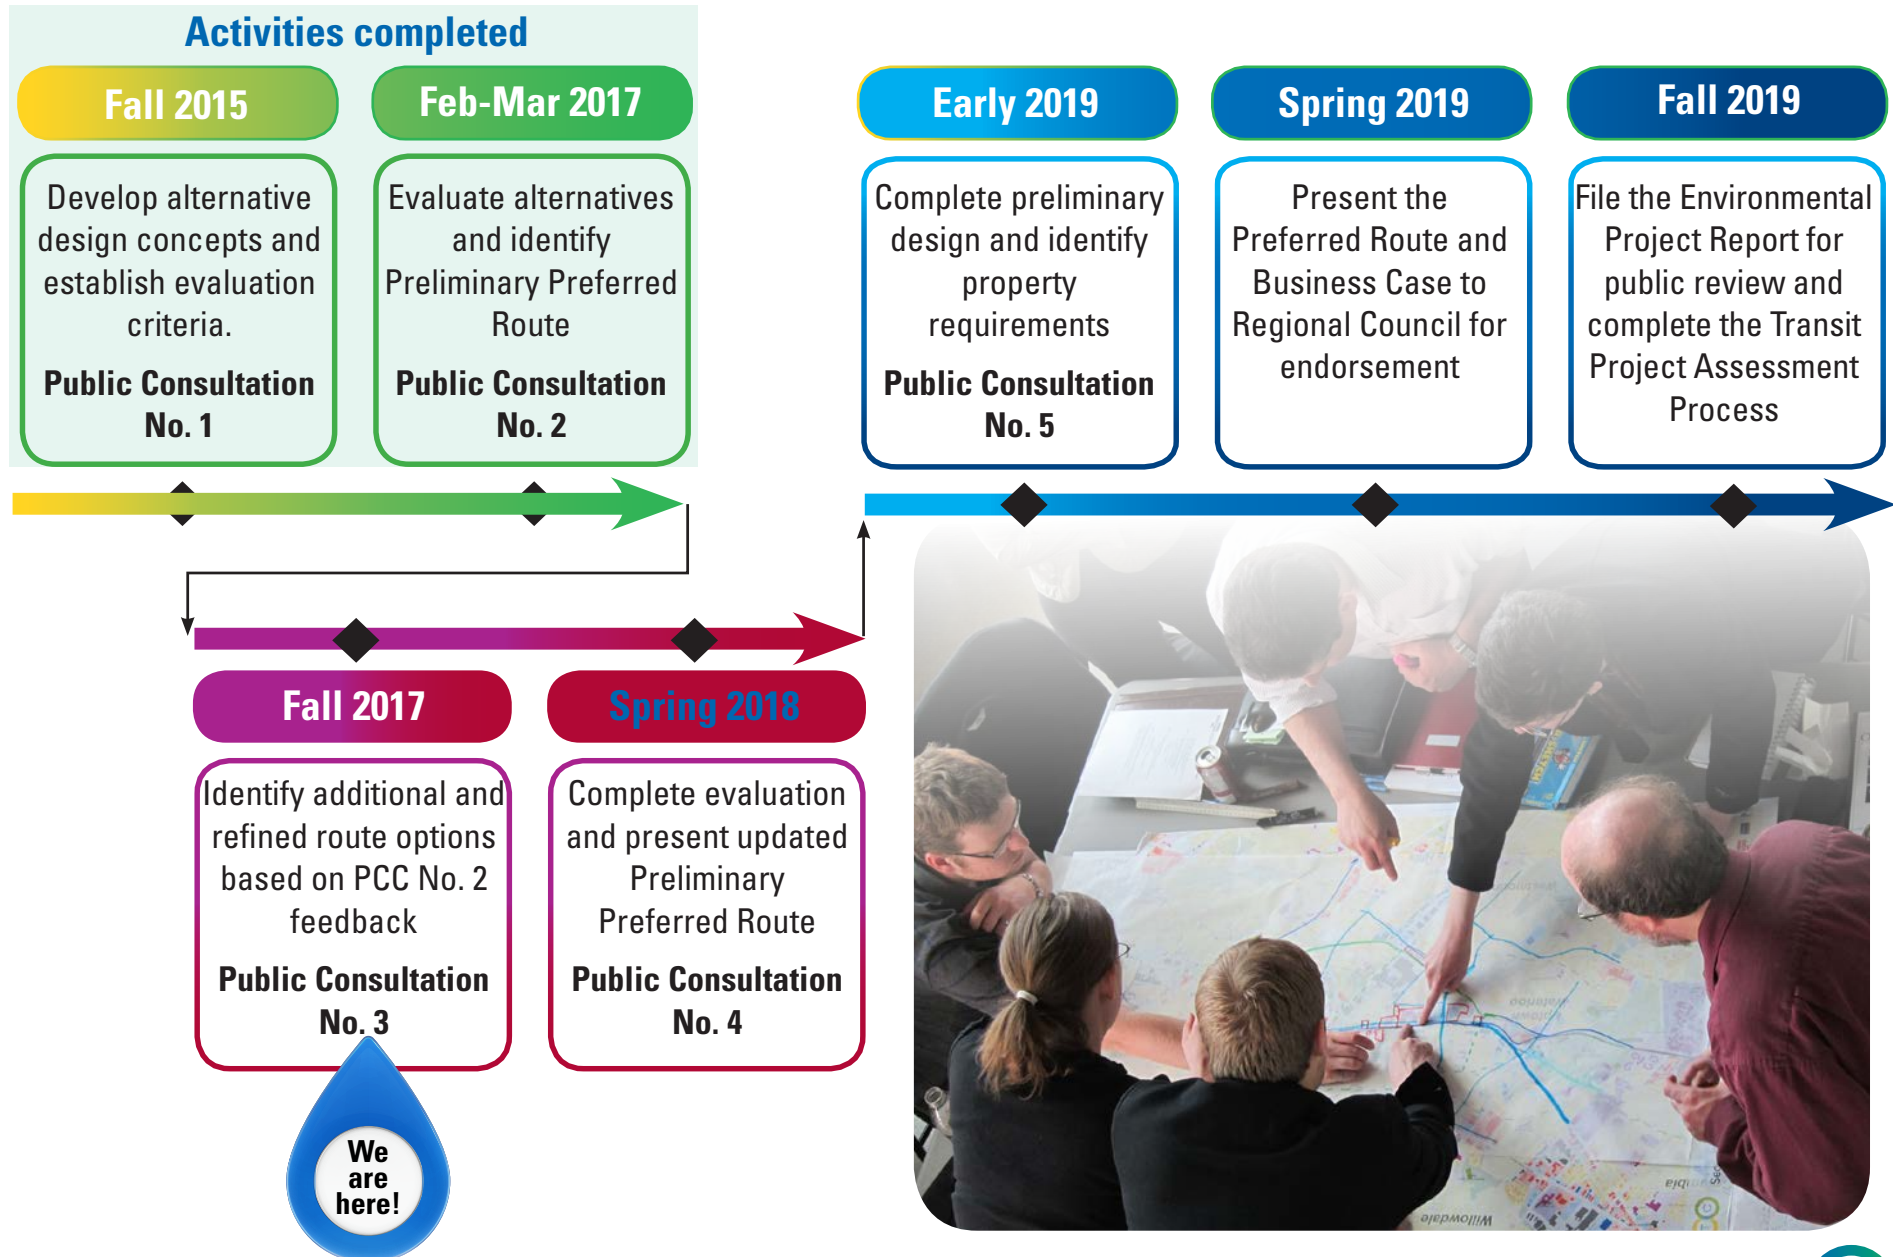 Activities completed
Fall 2015
Develop alternative
design concepts and
establish evaluation
criteria.
Public Consultation
No. 1
Feb-Mar 2017
Evaluate alternatives
and identify
Preliminary Preferred
Route
Public Consultation
No. 2
Fall 2017
Identify additional and
refined route options
based on PCC No. 2
feedback
Public Consultation
No. 3
We
are
here!
Spring 2018
Complete evaluation
and present updated
Preliminary
Preferred Route
Public Consultation
No. 4
Early 2019
Complete preliminary
design and identify
property
requirements
Public Consultation
No. 5
Spring 2019
Present the
Preferred Route and
Business Case to
Regional Council for
endorsement
Fall 2019
File the Environmental
Project Report for
public review and
complete the Transit
Project Assessment
Process
Waterloo
Willowdale